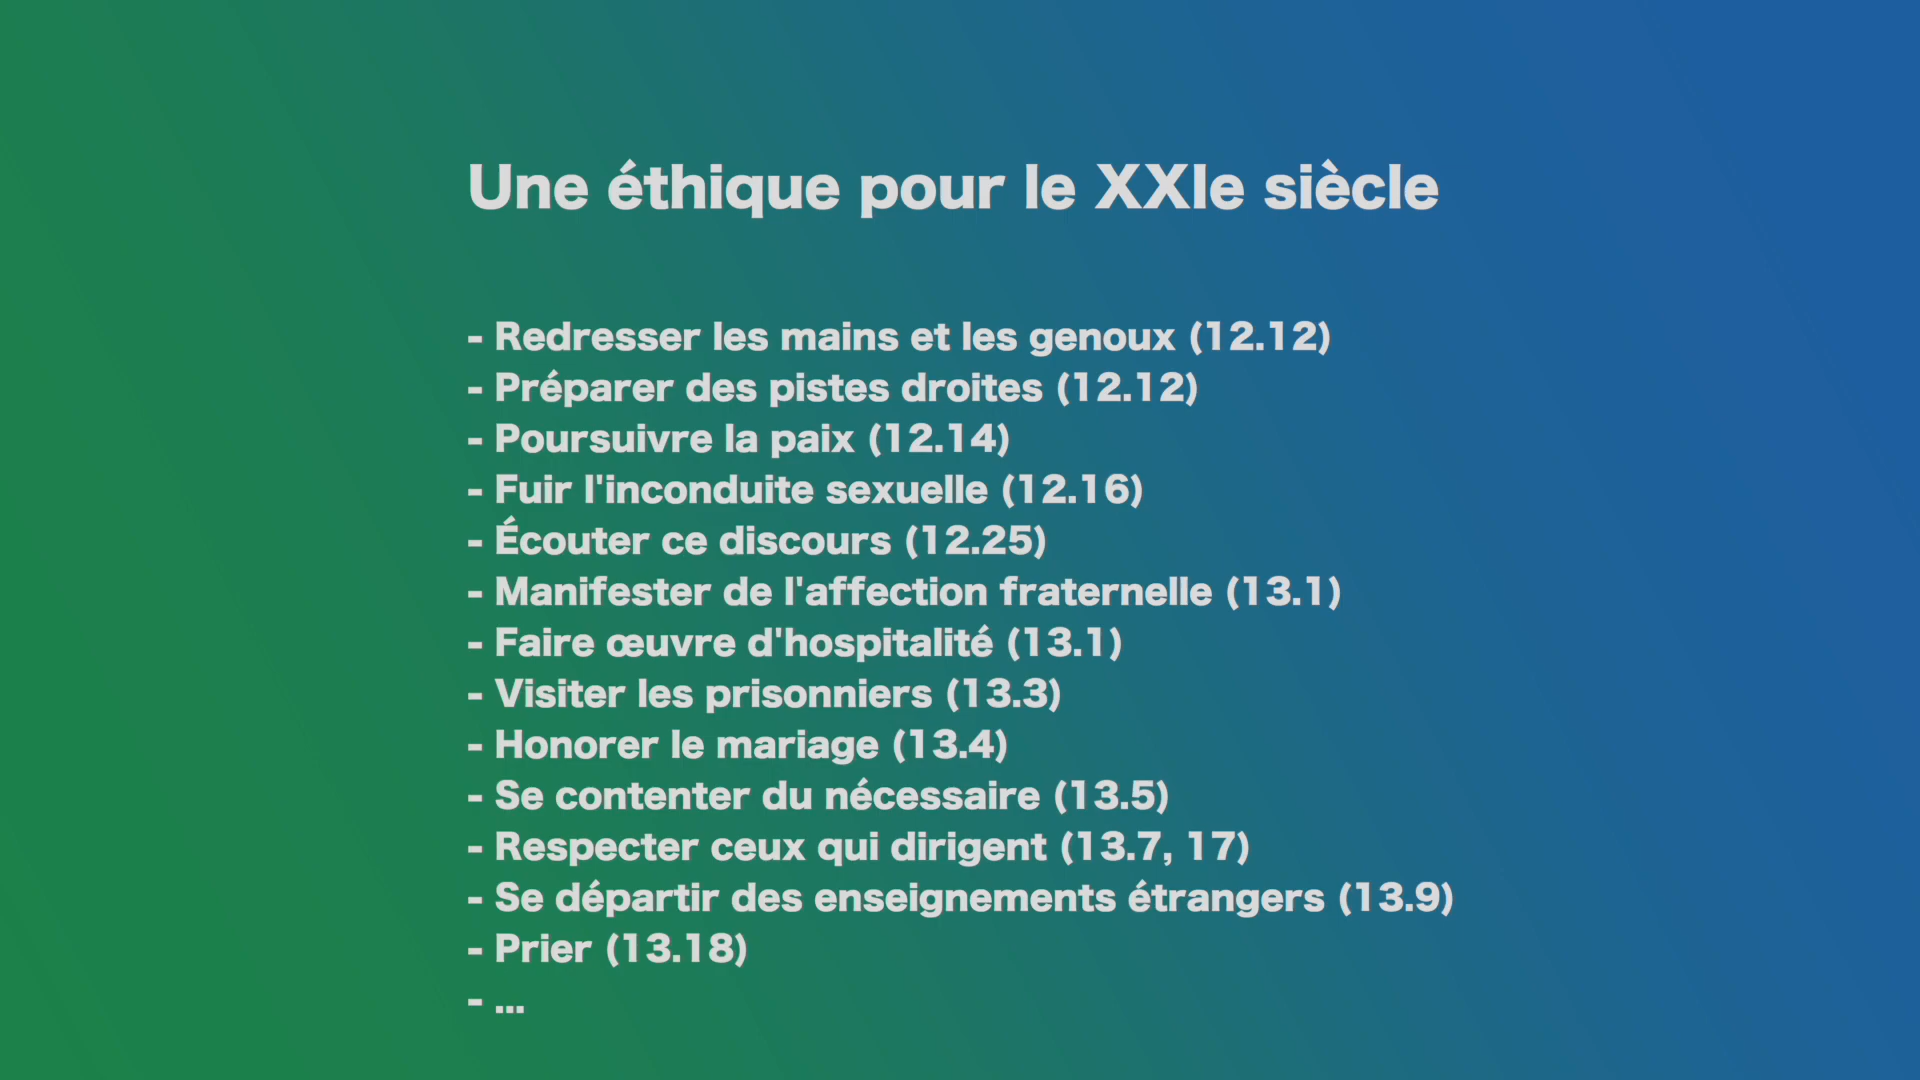 Une éthique pour le XXIe siècle
- Redresser les mains et les genoux (12.12)
- Préparer des pistes droites (12.12)
- Poursuivre la paix (12.14)
- Fuir l'inconduite sexuelle (12.16)
- Écouter ce discours (12.25)
- Manifester de l'affection fraternelle (13.1)
- Faire œuvre d'hospitalité (13.1)
- Visiter les prisonniers (13.3)
- Honorer le mariage (13.4)
- Se contenter du nécessaire (13.5)
- Respecter ceux qui dirigent (13.7, 17)
- Se départir des enseignements étrangers (13.9)
- Prier (13.18)
- ...